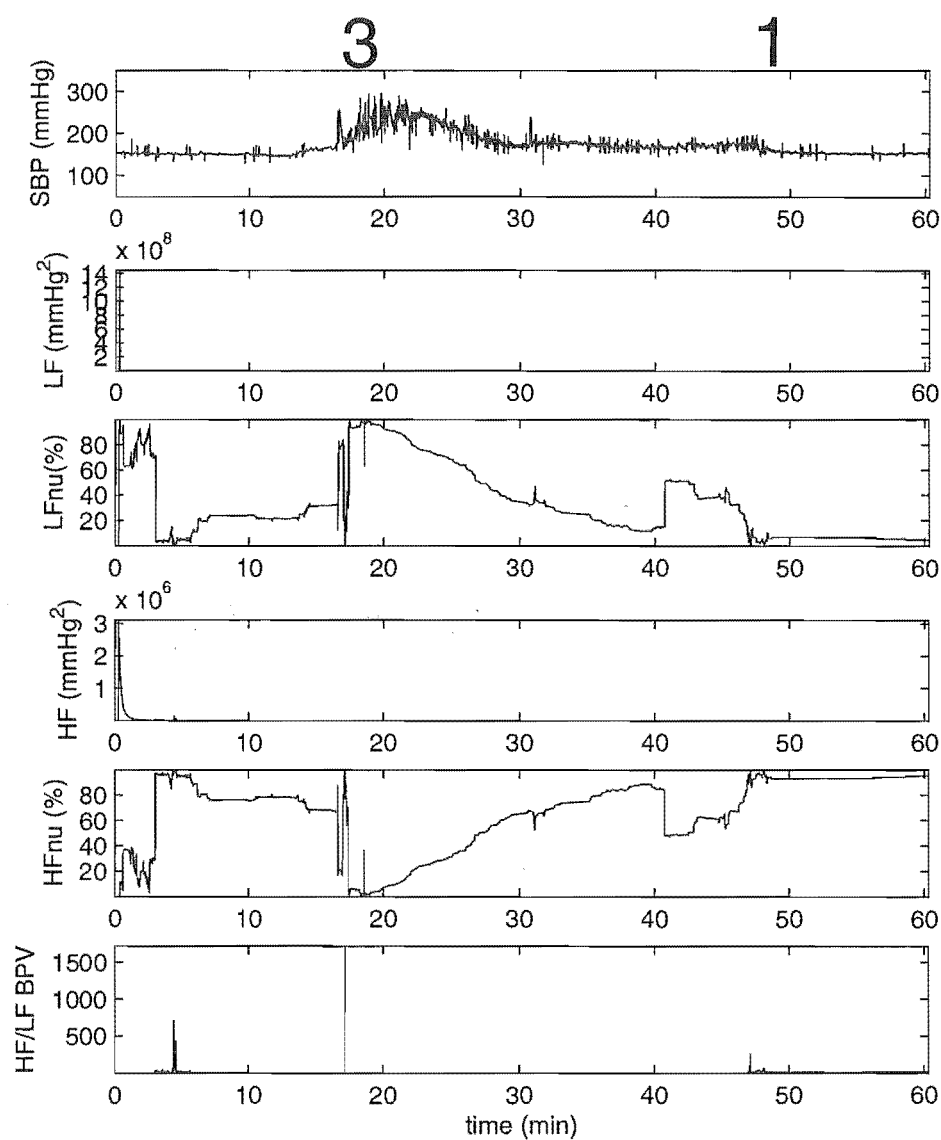 3 1
SBP (mmHg)
300
200
100
0 10 20 30 40 50 60
x 10^8
LF (mmHg^2)
14
12
10
8
6
4
2
0 10 20 30 40 50 60
LFnu(%)
80
60
40
20
0 10 20 30 40 50 60
x 10^6
HF (mmHg^2)
3
2
1
0 10 20 30 40 50 60
HFnu (%)
80
60
40
20
0 10 20 30 40 50 60
HF/LF BPV
1500
1000
500
0 10 20 30 40 50 60
time (min)